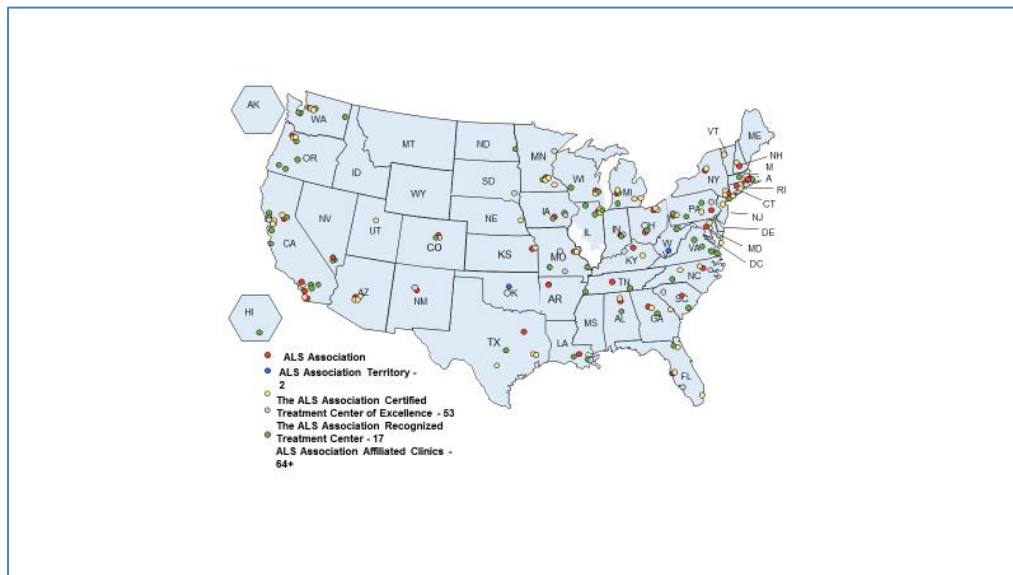 AK
WA
MT
ND
MN
VT
ME
NH
M
A
RI
CT
NJ
DE
MD
DC
OR
ID
SD
WI
MI
NY
WY
IA
PA
NE
NV
UT
CO
IL
IN
OH
W
VA
CA
KS
MO
KY
NC
AZ
NM
OK
AR
TN
SC
HI
TX
LA
MS
AL
GA
FL
ALS Association
ALS Association Territory -
2
The ALS Association Certified
Treatment Center of Excellence - 53
The ALS Association Recognized
Treatment Center - 17
ALS Association Affiliated Clinics -
64+